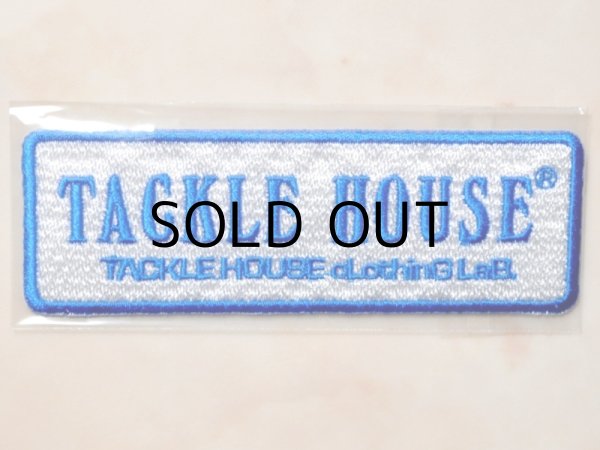 TACKLE HOUSE®
SOLD OUT
TACKLE HOUSE cLothinG LaB.